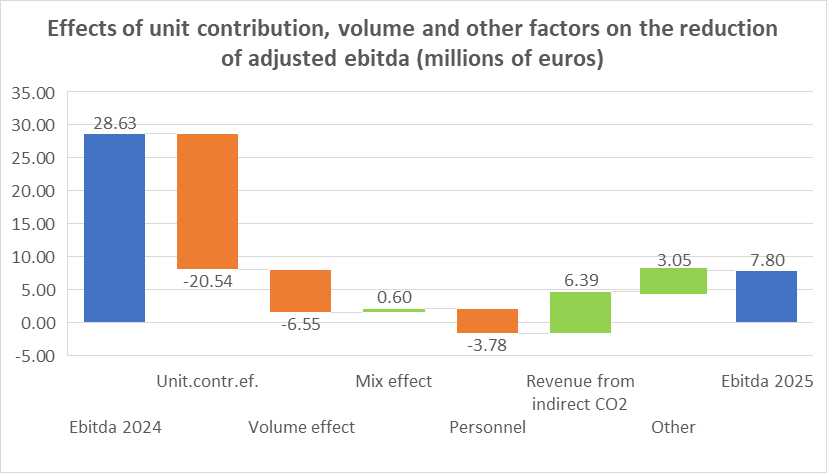 Effects of unit contribution, volume and other factors on the reduction
of adjusted ebitda (millions of euros)
35.00
30.00
25.00
20.00
15.00
10.00
5.00
0.00
-5.00
28.63
-20.54
-6.55
0.60
-3.78
6.39
3.05
7.80
Unit.contr.ef.
Mix effect
Revenue from
indirect CO2
Ebitda 2025
Ebitda 2024
Volume effect
Personnel
Other